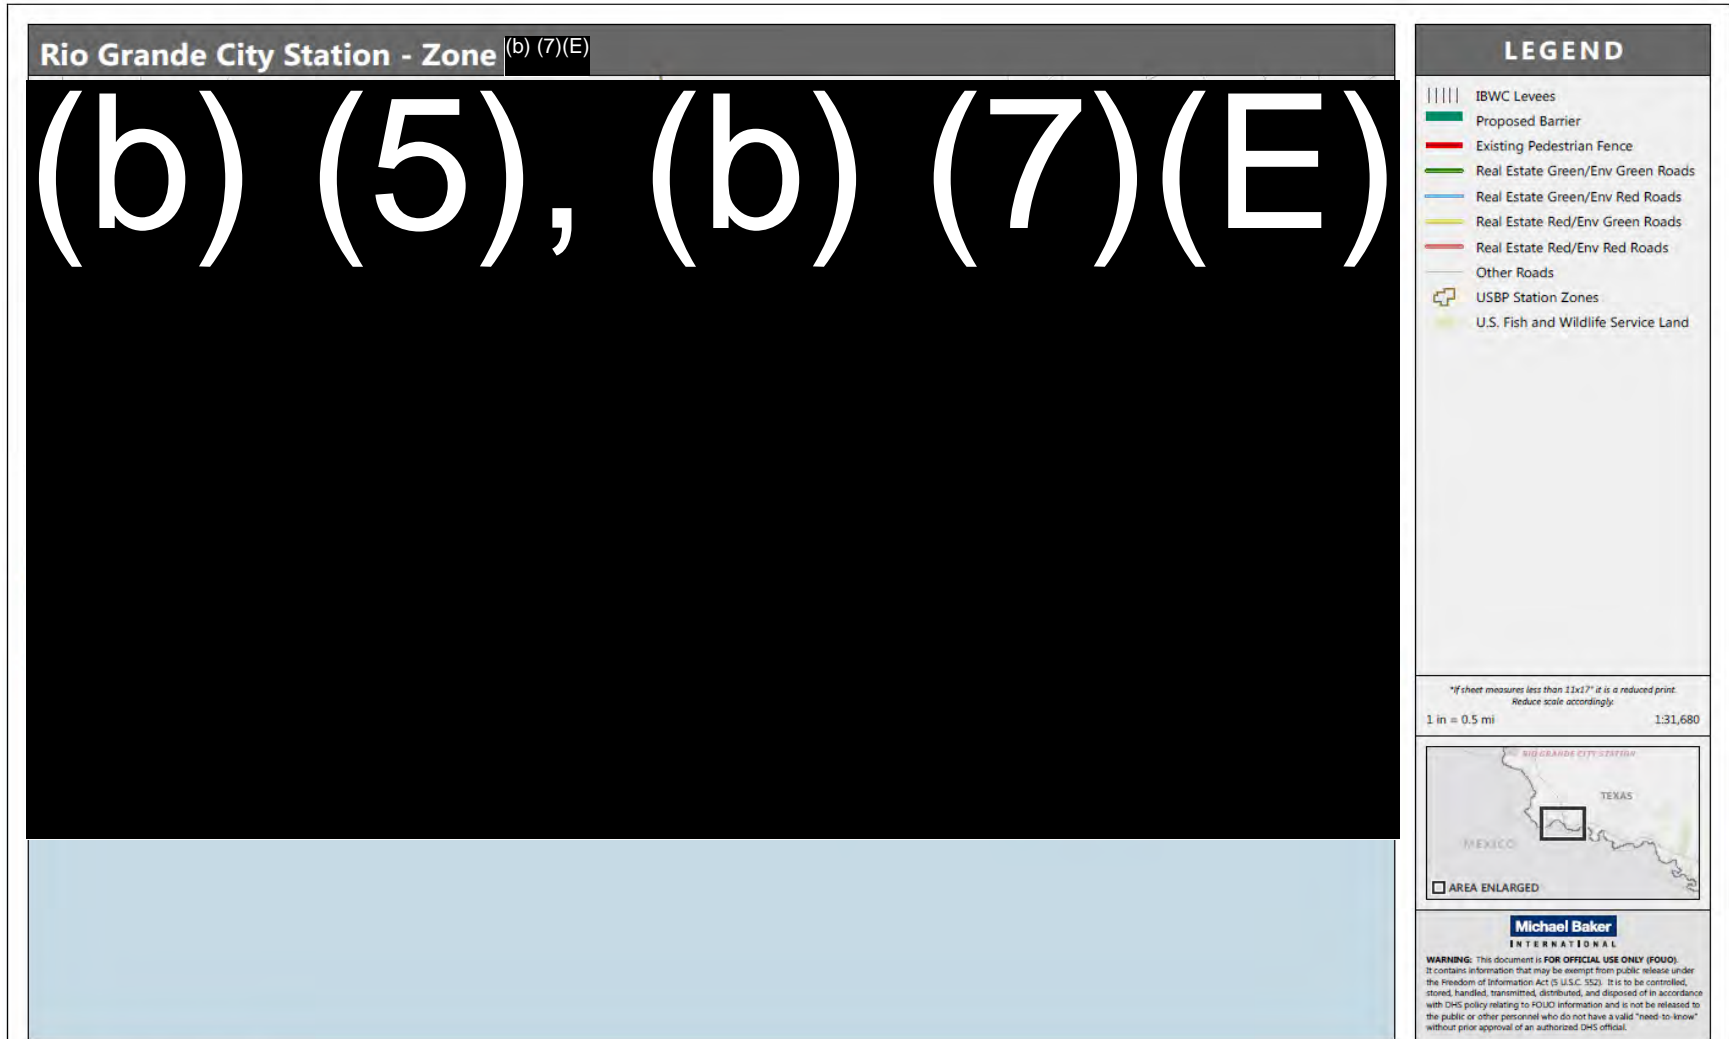 Rio Grande City Station - Zone (b) (7)(E)
(b) (5), (b) (7)(E)
LEGEND
IBWC Levees
Proposed Barrier
Existing Pedestrian Fence
Real Estate Green/Env Green Roads
Real Estate Green/Env Red Roads
Real Estate Red/Env Green Roads
Real Estate Red/Env Red Roads
Other Roads
USBP Station Zones
U.S. Fish and Wildlife Service Land
*If sheet measures less than 11x17" it is a reduced print.
Reduce scale accordingly.
1 in = 0.5 mi 1:31,680
RIO GRANDE CITY STATION
TEXAS
MEXICO
AREA ENLARGED
Michael Baker
INTERNATIONAL
WARNING: This document is FOR OFFICIAL USE ONLY (FOUO).
It contains information that may be exempt from public release under
the Freedom of Information Act (5 U.S.C. 552). It is to be controlled,
stored, handled, transmitted, distributed, and disposed of in accordance
with DHS policy relating to FOUO information and is not be released to
the public or other personnel who do not have a valid "need-to-know"
without prior approval of an authorized DHS official.